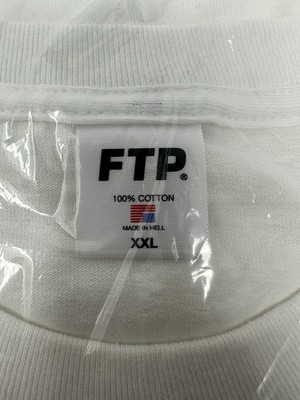 FTP®
100% COTTON
MADE IN HELL
XXL